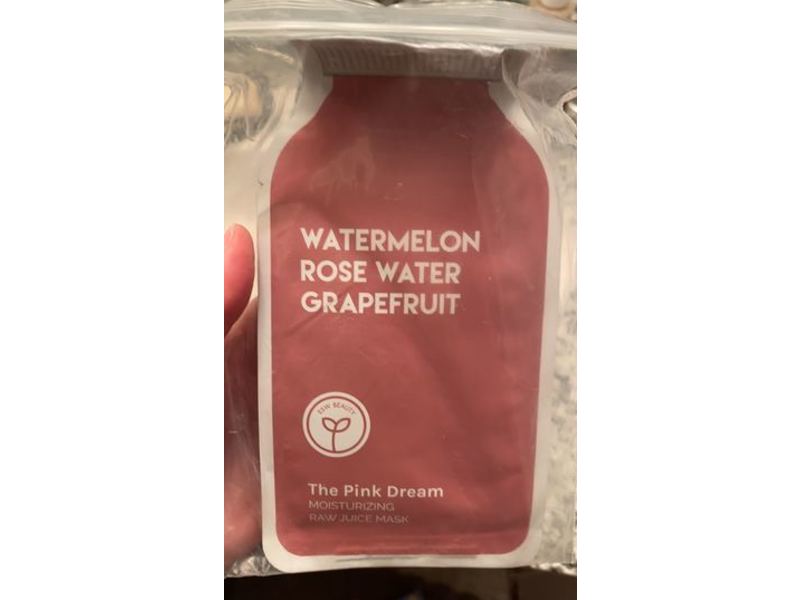 WATERMELON
ROSE WATER
GRAPEFRUIT
ESW BEAUTY
The Pink Dream
MOISTURIZING
RAW JUICE MASK